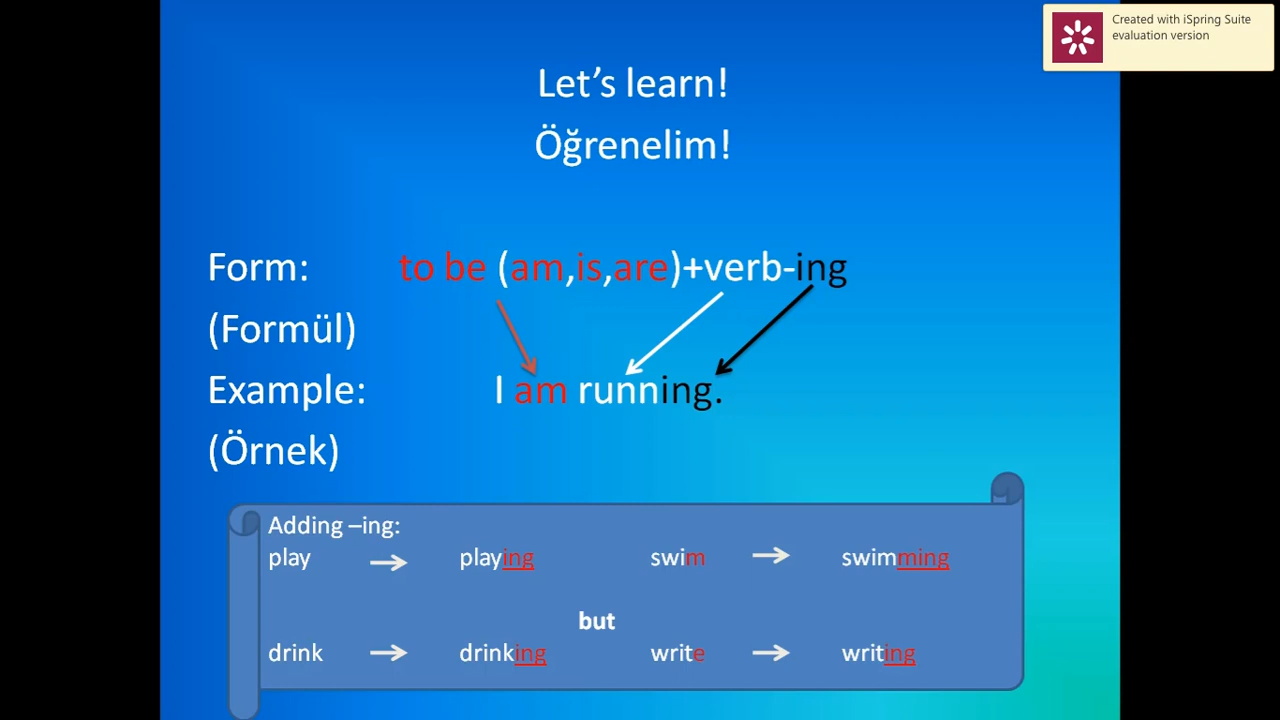 Created with iSpring Suite
evaluation version
Let's learn!
Öğrenelim!
Form: to be (am,is,are)+verb-ing
(Formül)
Example: I am running.
(Örnek)
Adding –ing:
play → playing swim → swimming
but
drink → drinking write → writing